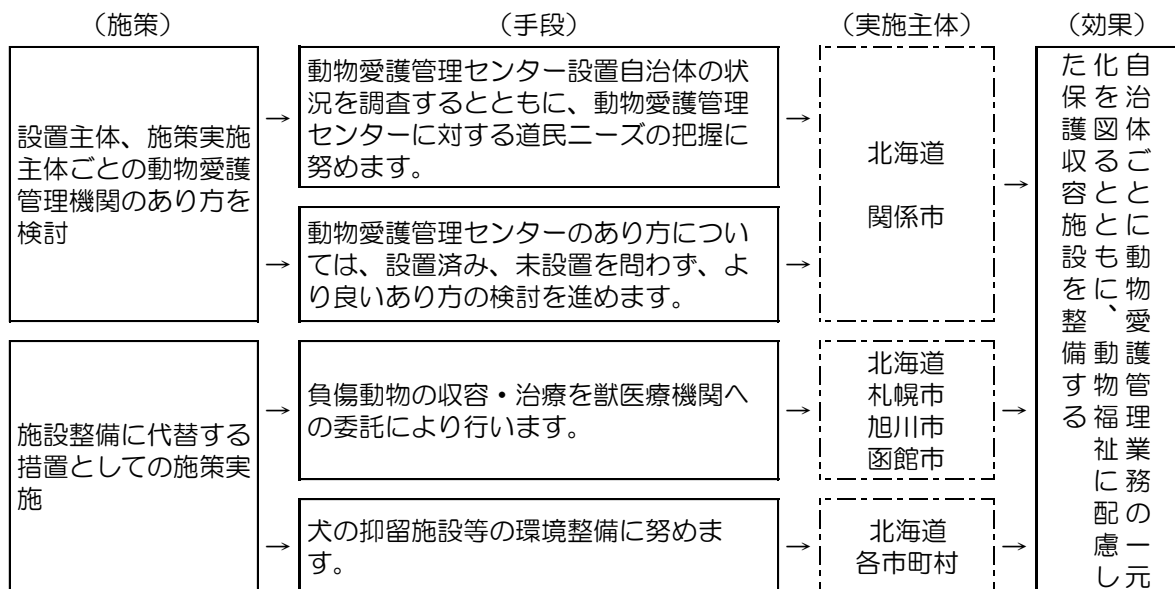 （施策）
（手段）
（実施主体）
（効果）
設置主体、施策実施
主体ごとの動物愛護
管理機関のあり方を
検討
→
動物愛護管理センター設置自治体の状
況を調査するとともに、動物愛護管理
センターに対する道民ニーズの把握に
努めます。
→
→
動物愛護管理センターのあり方につい
ては、設置済み、未設置を問わず、よ
り良いあり方の検討を進めます。
→
北海道
関係市
→
施設整備に代替する
措置としての施策実
施
→
負傷動物の収容・治療を獣医療機関へ
の委託により行います。
→
北海道
札幌市
旭川市
函館市
→
→
犬の抑留施設等の環境整備に努めま
す。
→
北海道
各市町村
→
自治体ごとに動物愛護管理業務の一元
化を図るとともに、動物福祉に配慮し
た保護収容施設を整備する